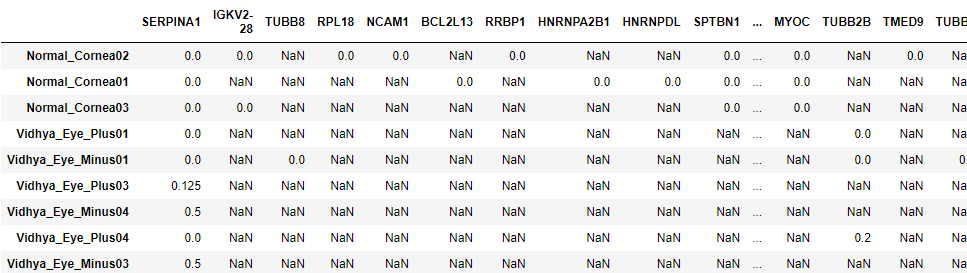 SERPINA1 IGKV2-28 TUBB8 RPL18 NCAM1 BCL2L13 RRBP1 HNRNPA2B1 HNRNPDL SPTBN1 ... MYOC TUBB2B TMED9 TUBB
Normal_Cornea02 0.0 0.0 NaN 0.0 0.0 NaN 0.0 NaN NaN 0.0 ... 0.0 NaN 0.0 Na
Normal_Cornea01 0.0 NaN NaN NaN NaN 0.0 NaN 0.0 0.0 0.0 ... 0.0 NaN NaN Na
Normal_Cornea03 0.0 0.0 NaN NaN NaN NaN NaN NaN NaN 0.0 ... 0.0 NaN NaN Na
Vidhya_Eye_Plus01 0.0 NaN NaN NaN NaN NaN NaN NaN NaN NaN ... NaN 0.0 NaN Na
Vidhya_Eye_Minus01 0.0 NaN 0.0 NaN NaN NaN NaN NaN NaN NaN ... NaN 0.0 NaN 0.
Vidhya_Eye_Plus03 0.125 NaN NaN NaN NaN NaN NaN NaN NaN NaN ... NaN NaN NaN Na
Vidhya_Eye_Minus04 0.5 NaN NaN NaN NaN NaN NaN NaN NaN NaN ... NaN NaN NaN Na
Vidhya_Eye_Plus04 0.0 NaN NaN NaN NaN NaN NaN NaN NaN NaN ... NaN 0.2 NaN Na
Vidhya_Eye_Minus03 0.5 NaN NaN NaN NaN NaN NaN NaN NaN NaN ... NaN NaN NaN Na